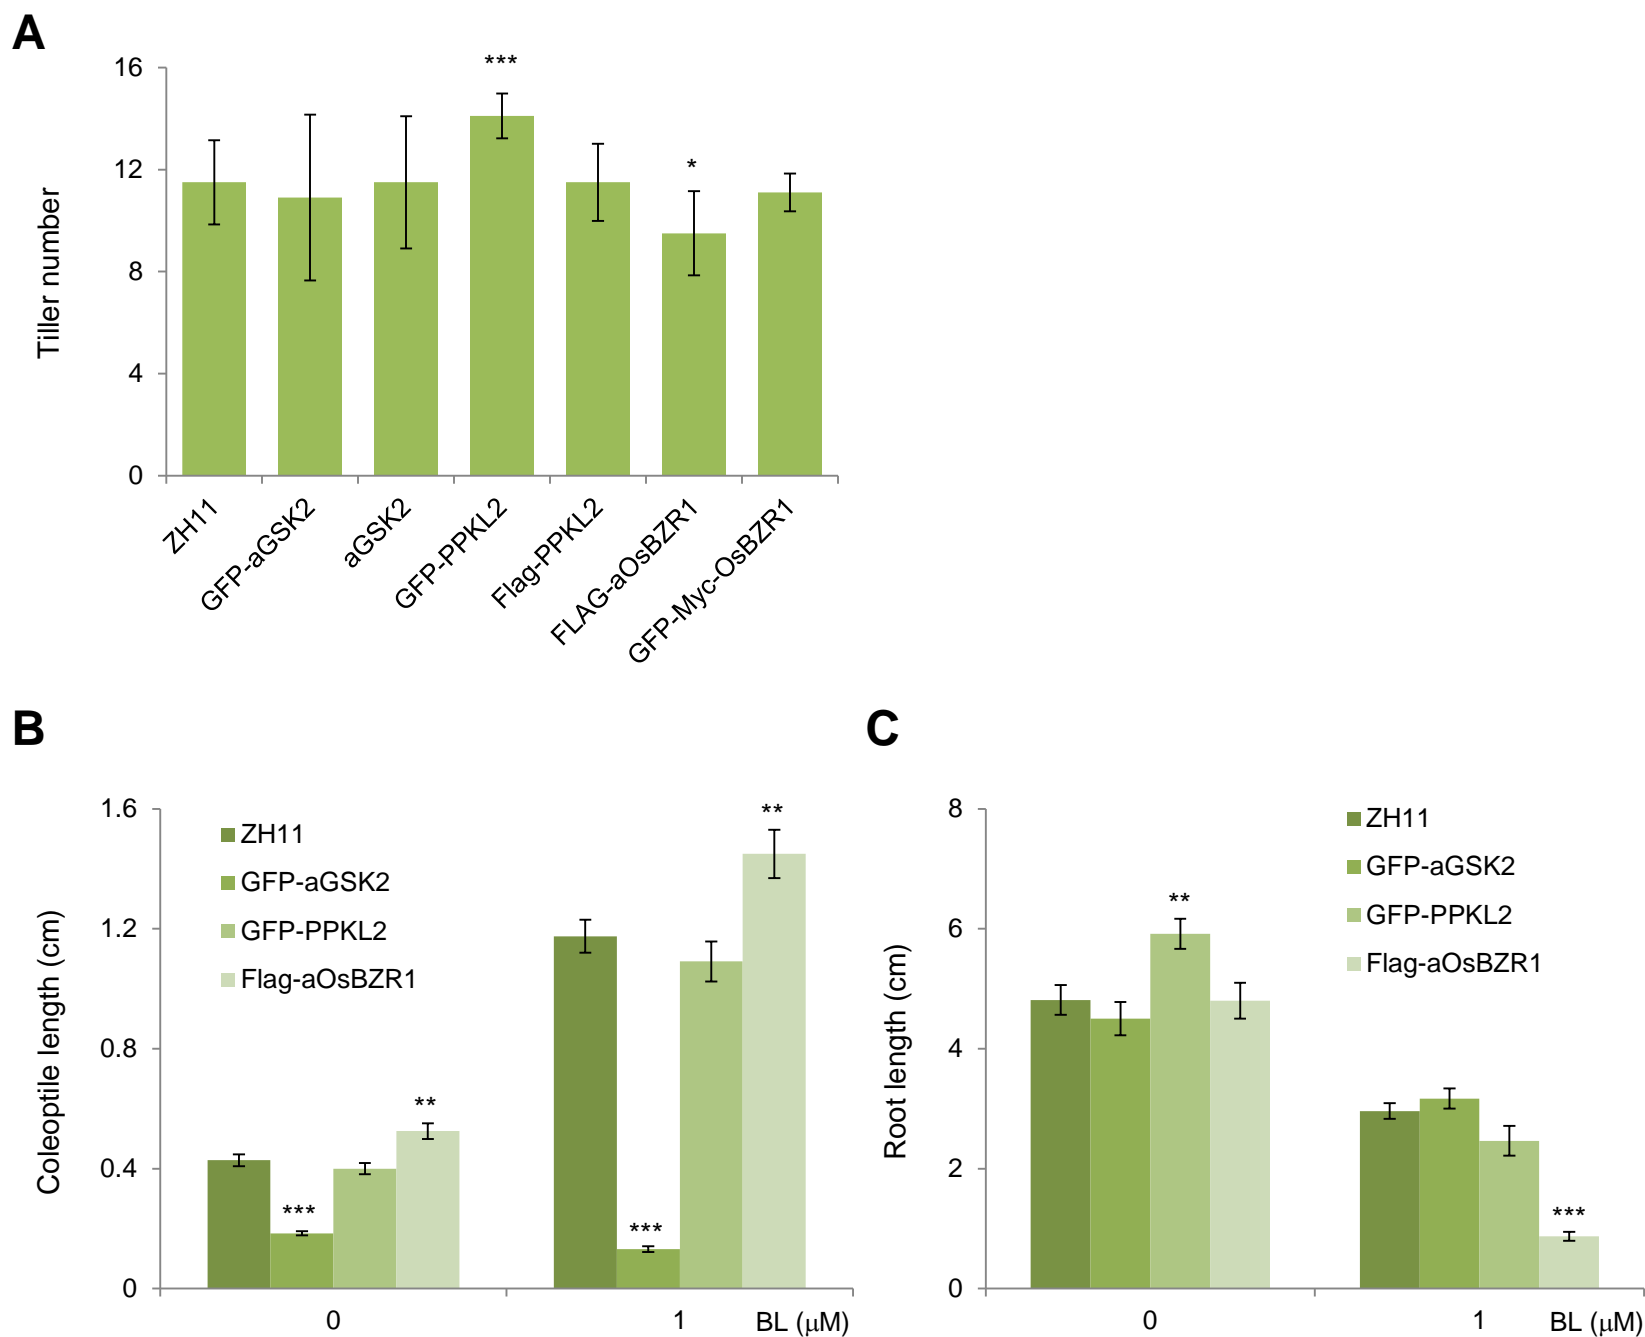 A
16
12
8
4
0
Tiller number
***
*
ZH11
GFP-aGSK2
aGSK2
GFP-PPKL2
Flag-PPKL2
FLAG-aOsBZR1
GFP-Myc-OsBZR1
B
1.6
1.2
0.8
0.4
0
Coleoptile length (cm)
ZH11
GFP-aGSK2
GFP-PPKL2
Flag-aOsBZR1
***
**
***
**
0
1
BL (μM)
C
8
6
4
2
0
Root length (cm)
ZH11
GFP-aGSK2
GFP-PPKL2
Flag-aOsBZR1
**
***
0
1
BL (μM)